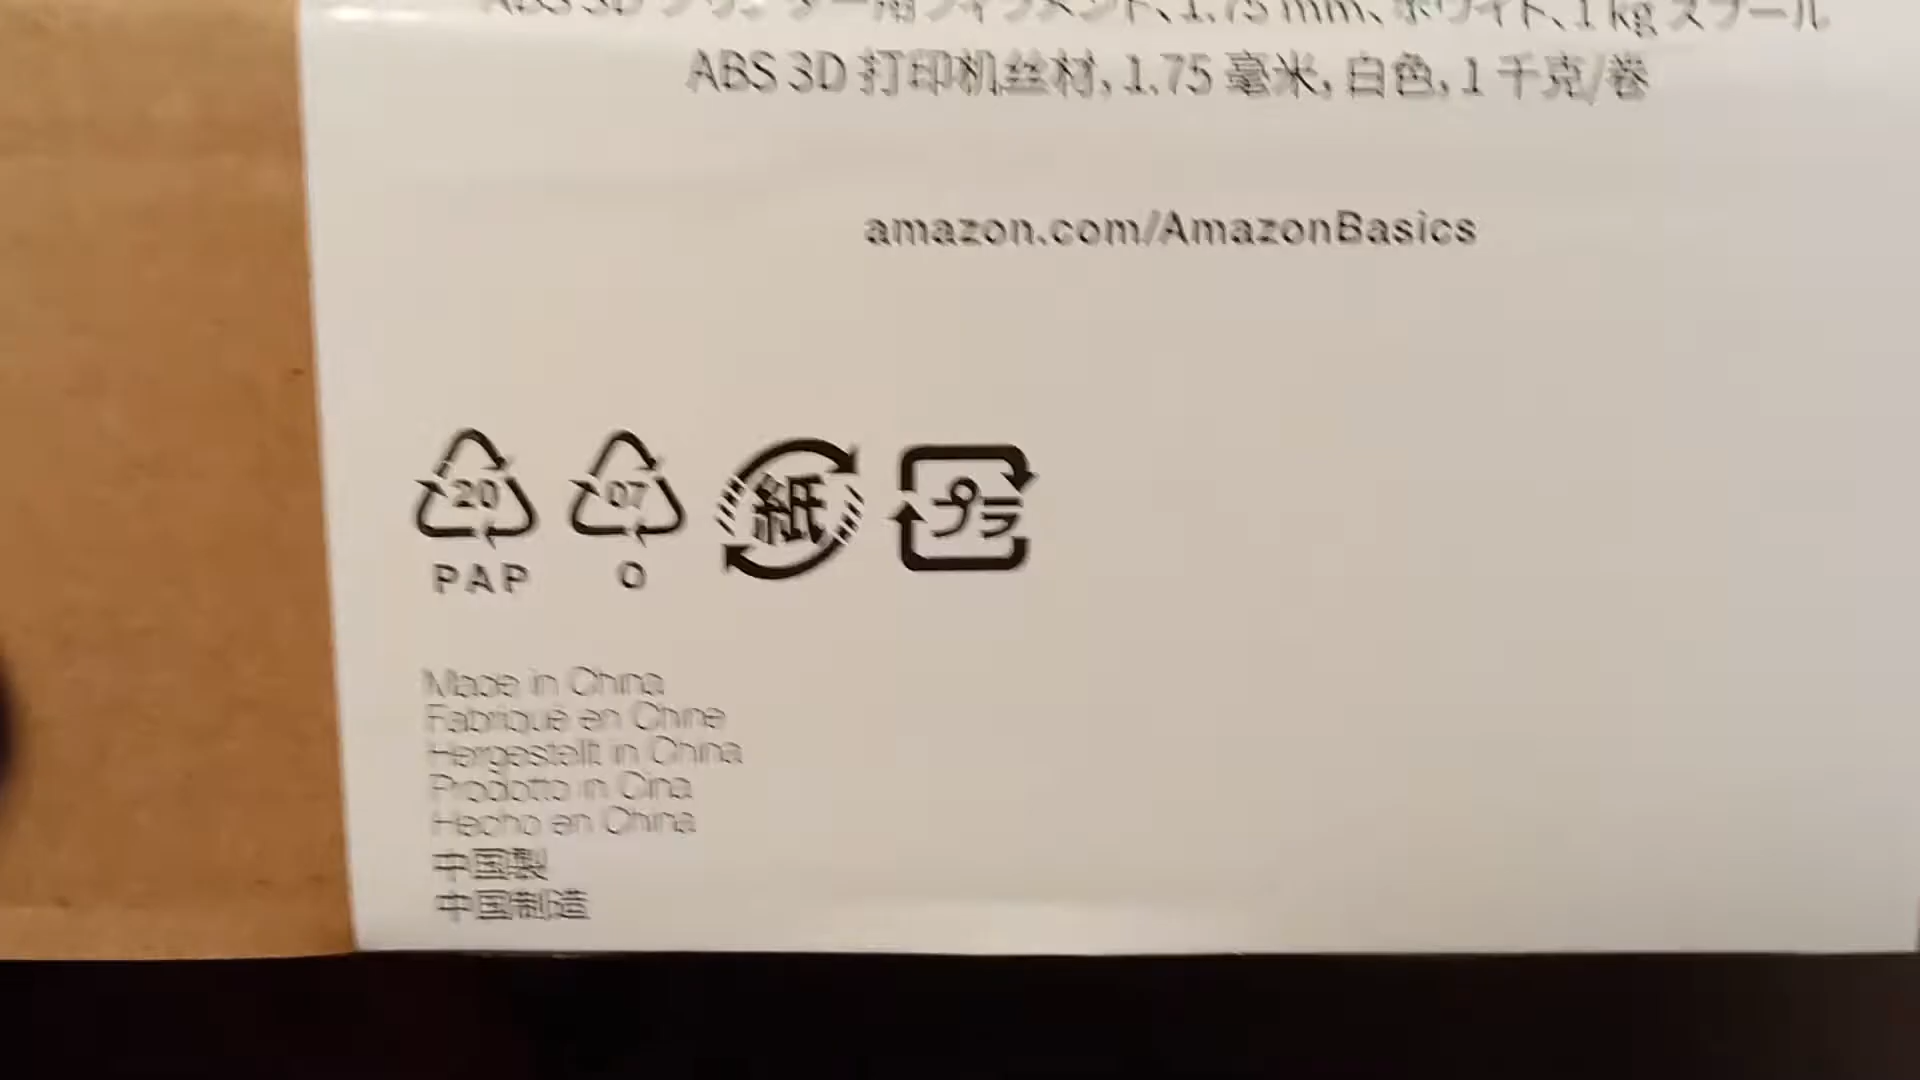 ABS 3D プリンター用フィラメント、1.75 mm、ホワイト、1 kg スプール
ABS 3D 打印机丝材, 1.75 毫米, 白色, 1 千克/卷
amazon.com/AmazonBasics
20 07 紙 プラ
PAP O
Made in China
Fabriqué en Chine
Hergestellt in China
Prodotto in Cina
Hecho en China
中国製
中国制造